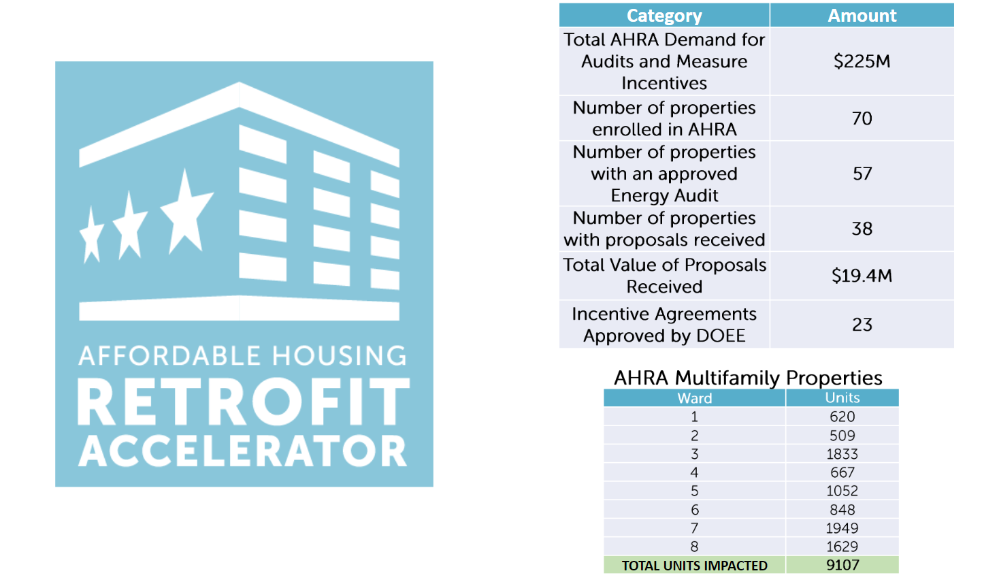 AFFORDABLE HOUSING
RETROFIT
ACCELERATOR
Category Amount
Total AHRA Demand for
Audits and Measure
Incentives
$225M
Number of properties
enrolled in AHRA
70
Number of properties
with an approved
Energy Audit
57
Number of properties
with proposals received
38
Total Value of Proposals
Received
$19.4M
Incentive Agreements
Approved by DOEE
23
AHRA Multifamily Properties
Ward Units
1 620
2 509
3 1833
4 667
5 1052
6 848
7 1949
8 1629
TOTAL UNITS IMPACTED 9107